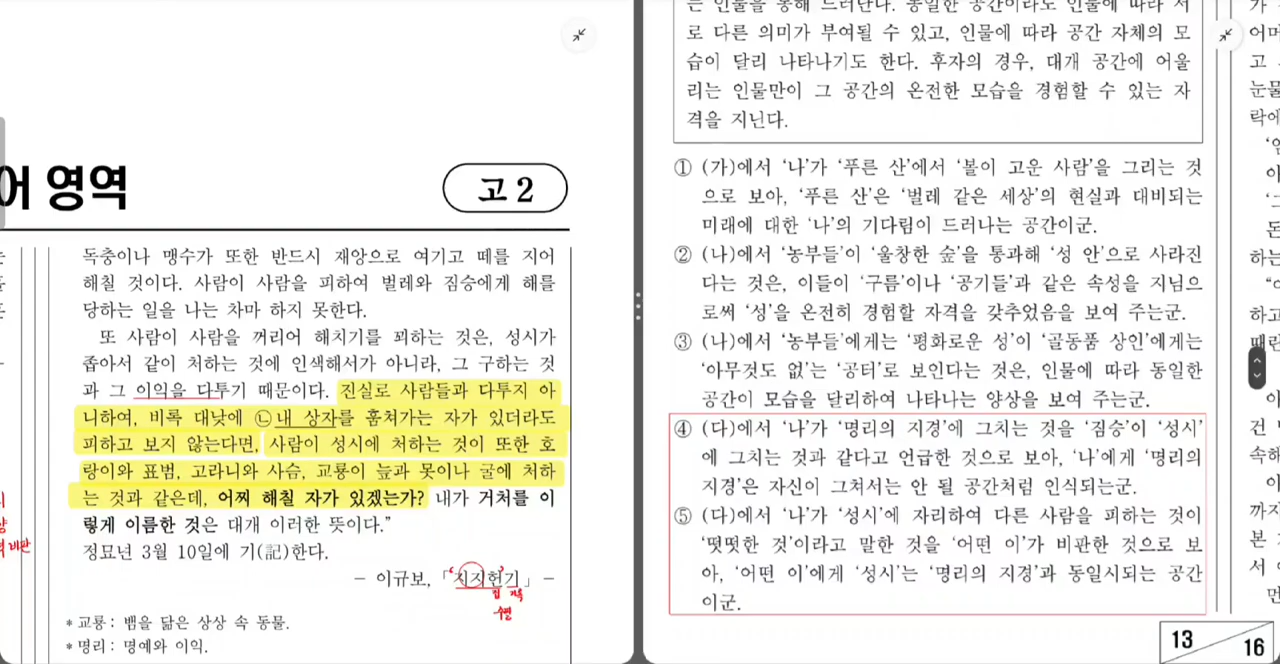 어 영역
고 2
독충이나 맹수가 또한 반드시 재앙으로 여기고 떼를 지어
해칠 것이다. 사람이 사람을 피하여 벌레와 짐승에게 해를
당하는 일을 나는 차마 하지 못한다.
또 사람이 사람을 꺼리어 해치기를 꾀하는 것은, 성시가
좁아서 같이 처하는 것에 인색해서가 아니라, 그 구하는 것
과 그 이익을 다투기 때문이다. 진실로 사람들과 다투지 아
니하여, 비록 대낮에 ㉡내 상자를 훔쳐가는 자가 있더라도
피하고 보지 않는다면, 사람이 성시에 처하는 것이 또한 호
랑이와 표범, 고라니와 사슴, 교룡이 늪과 못이나 굴에 처하
는 것과 같은데, 어찌 해칠 자가 있겠는가? 내가 거처를 이
렇게 이름한 것은 대개 이러한 뜻이다.”
정묘년 3월 10일에 기(記)한다.
- 이규보, 「지지헌기」 -
집 기록
수필
비판
* 교룡: 뱀을 닮은 상상 속 동물.
* 명리: 명예와 이익.
는 인물을 통해 드러난다. 동일한 공간이라도 인물에 따라 서
로 다른 의미가 부여될 수 있고, 인물에 따라 공간 자체의 모
습이 달리 나타나기도 한다. 후자의 경우, 대개 공간에 어울
리는 인물만이 그 공간의 온전한 모습을 경험할 수 있는 자
격을 지닌다.
① (가)에서 ‘나’가 ‘푸른 산’에서 ‘볼이 고운 사람’을 그리는 것
으로 보아, ‘푸른 산’은 ‘벌레 같은 세상’의 현실과 대비되는
미래에 대한 ‘나’의 기다림이 드러나는 공간이군.
② (나)에서 ‘농부들’이 ‘울창한 숲’을 통과해 ‘성 안’으로 사라진
다는 것은, 이들이 ‘구름’이나 ‘공기들’과 같은 속성을 지님으
로써 ‘성’을 온전히 경험할 자격을 갖추었음을 보여 주는군.
③ (나)에서 ‘농부들’에게는 ‘평화로운 성’이 ‘골동품 상인’에게는
‘아무것도 없’는 ‘공터’로 보인다는 것은, 인물에 따라 동일한
공간이 모습을 달리하여 나타나는 양상을 보여 주는군.
④ (다)에서 ‘나’가 ‘명리의 지경’에 그치는 것을 ‘짐승’이 ‘성시’
에 그치는 것과 같다고 언급한 것으로 보아, ‘나’에게 ‘명리의
지경’은 자신이 그쳐서는 안 될 공간처럼 인식되는군.
⑤ (다)에서 ‘나’가 ‘성시’에 자리하여 다른 사람을 피하는 것이
‘떳떳한 것’이라고 말한 것을 ‘어떤 이’가 비판한 것으로 보
아, ‘어떤 이’에게 ‘성시’는 ‘명리의 지경’과 동일시되는 공간
이군.
13
16